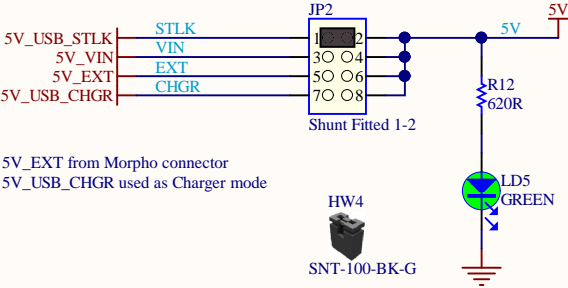 JP2
5V
5V_USB_STLK STLK 1 2 5V
5V_VIN VIN 3 4
5V_EXT EXT 5 6
5V_USB_CHGR CHGR 7 8
R12
620R
Shunt Fitted 1-2
5V_EXT from Morpho connector
5V_USB_CHGR used as Charger mode
LD5
GREEN
HW4
SNT-100-BK-G